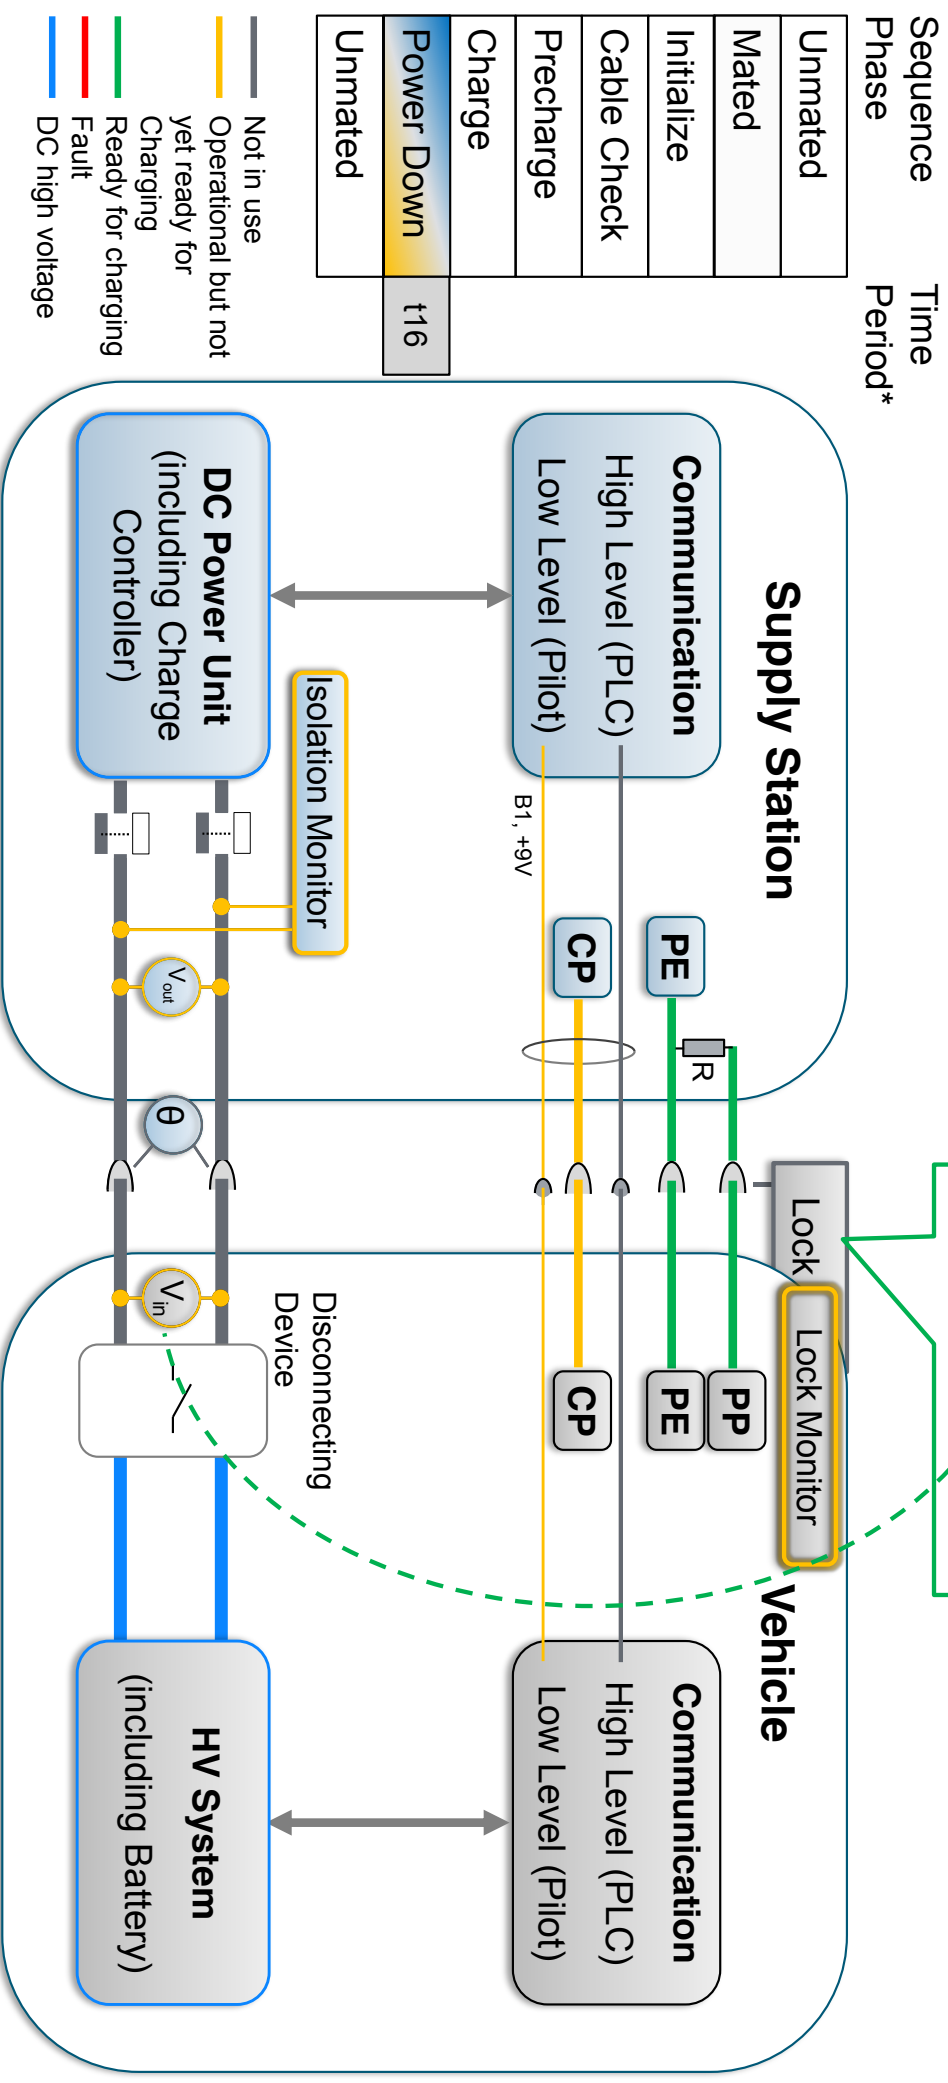 Sequence
Phase
Time
Period*
Unmated
Mated
Initialize
Cable Check
Precharge
Charge
Power Down
t16
Unmated
Not in use
Operational but not
yet ready for
Charging
Ready for charging
Fault
DC high voltage
Supply Station
Communication
High Level (PLC)
Low Level (Pilot)
B1, +9V
PE
CP
R
Isolation Monitor
DC Power Unit
(including Charge
Controller)
Vout
θ
Lock
Lock Monitor
Vehicle
PP
PE
CP
Communication
High Level (PLC)
Low Level (Pilot)
Disconnecting
Device
Vin
HV System
(including Battery)